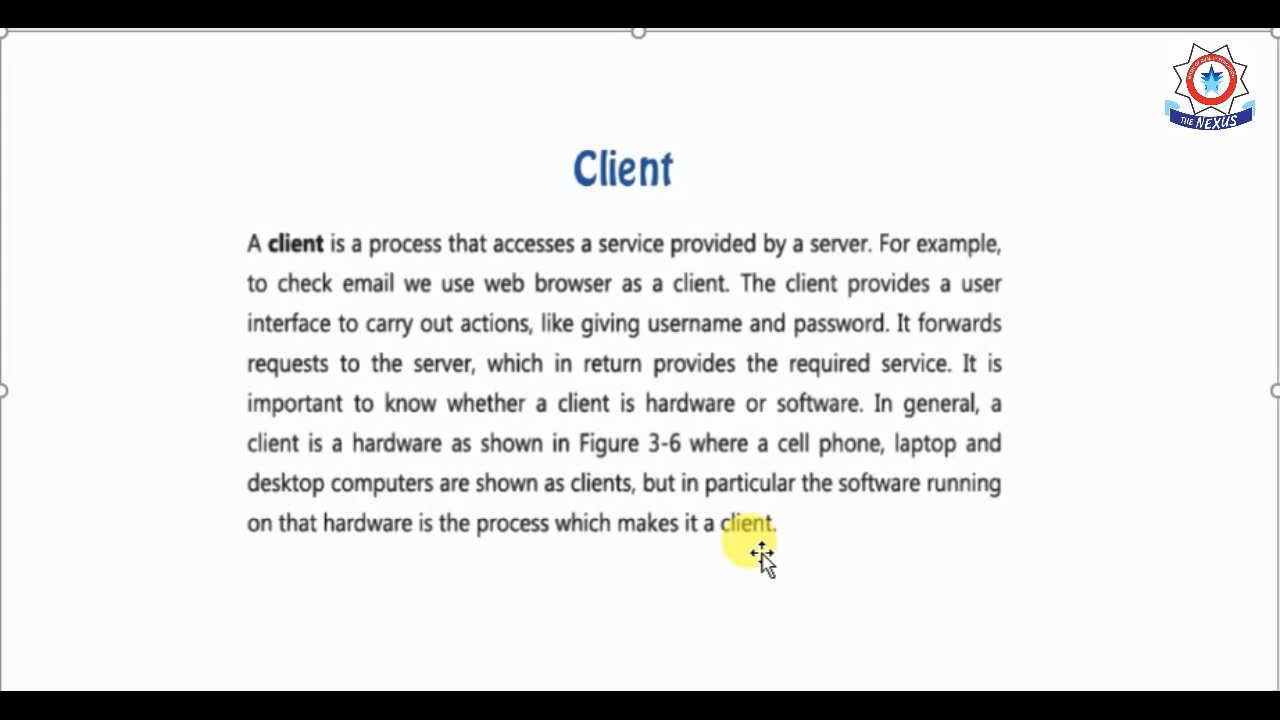 THE NEXUS
Client
A client is a process that accesses a service provided by a server. For example,
to check email we use web browser as a client. The client provides a user
interface to carry out actions, like giving username and password. It forwards
requests to the server, which in return provides the required service. It is
important to know whether a client is hardware or software. In general, a
client is a hardware as shown in Figure 3-6 where a cell phone, laptop and
desktop computers are shown as clients, but in particular the software running
on that hardware is the process which makes it a client.